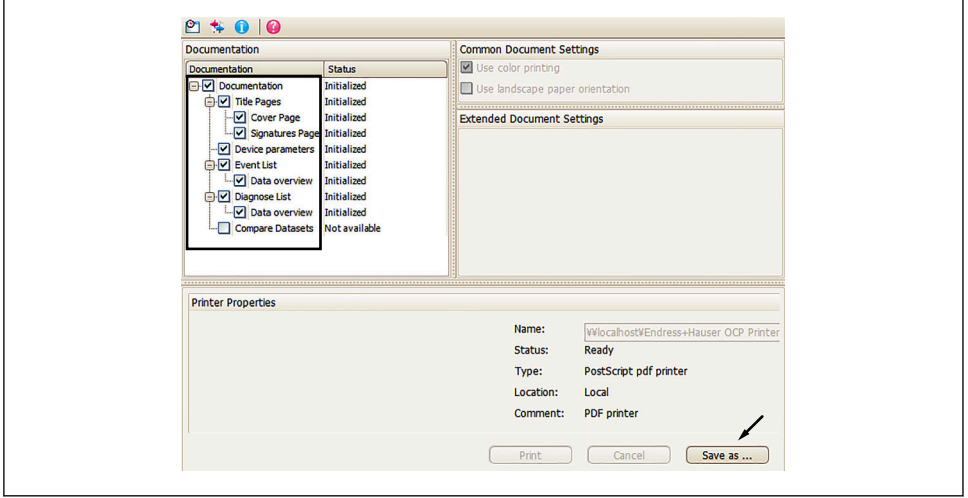 Documentation
Documentation Status
Documentation Initialized
Title Pages Initialized
Cover Page Initialized
Signatures Page Initialized
Device parameters Initialized
Event List Initialized
Data overview Initialized
Diagnose List Initialized
Data overview Initialized
Compare Datasets Not available
Common Document Settings
Use color printing
Use landscape paper orientation
Extended Document Settings
Printer Properties
Name: ¥¥localhost¥Endress+Hauser OCP Printer
Status: Ready
Type: PostScript pdf printer
Location: Local
Comment: PDF printer
Print Cancel Save as ...